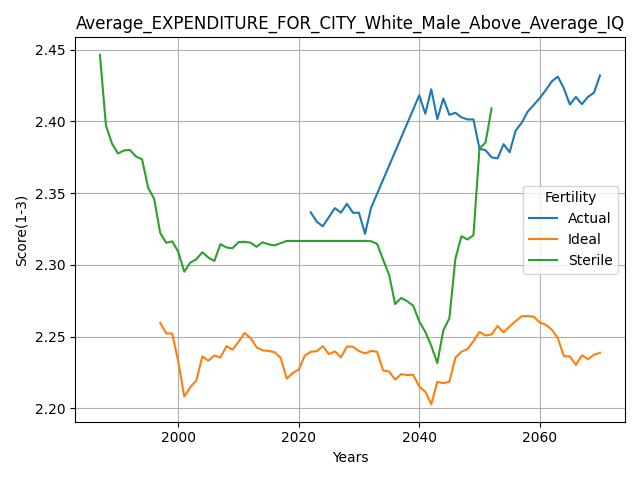 Average_EXPENDITURE_FOR_CITY_White_Male_Above_Average_IQ
2.45
2.40
2.35
2.30
2.25
2.20
Score(1-3)
Fertility
Actual
Ideal
Sterile
2000 2020 2040 2060
Years